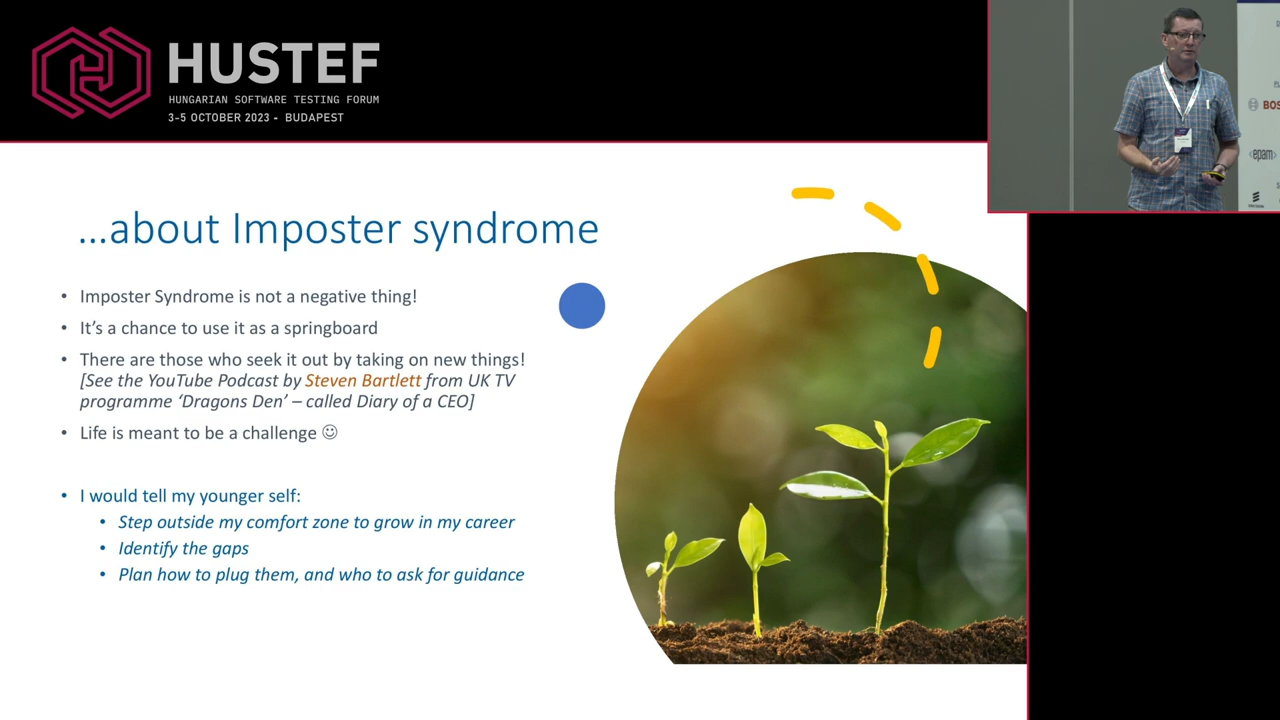 HUSTEF
HUNGARIAN SOFTWARE TESTING FORUM
3-5 OCTOBER 2023 - BUDAPEST
...about Imposter syndrome
• Imposter Syndrome is not a negative thing!
• It’s a chance to use it as a springboard
• There are those who seek it out by taking on new things!
[See the YouTube Podcast by Steven Bartlett from UK TV
programme ‘Dragons Den’ – called Diary of a CEO]
• Life is meant to be a challenge ☺
• I would tell my younger self:
• Step outside my comfort zone to grow in my career
• Identify the gaps
• Plan how to plug them, and who to ask for guidance
BOS
<epam>